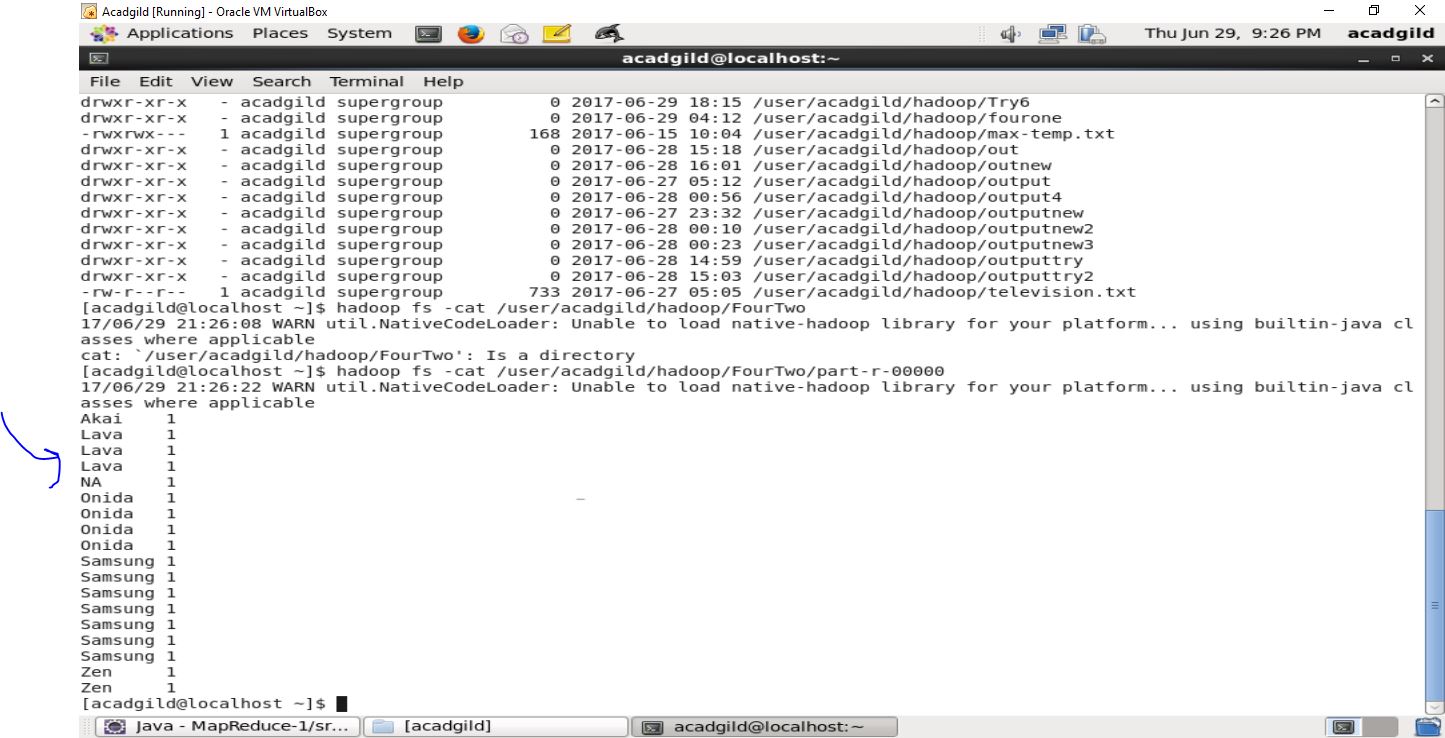 Acadgild [Running] - Oracle VM VirtualBox
Applications Places System Thu Jun 29, 9:26 PM acadgild
acadgild@localhost:~
File Edit View Search Terminal Help
drwxr-xr-x - acadgild supergroup 0 2017-06-29 18:15 /user/acadgild/hadoop/Try6
drwxr-xr-x - acadgild supergroup 0 2017-06-29 04:12 /user/acadgild/hadoop/fourone
-rwxrwx--- 1 acadgild supergroup 168 2017-06-15 10:04 /user/acadgild/hadoop/max-temp.txt
drwxr-xr-x - acadgild supergroup 0 2017-06-28 15:18 /user/acadgild/hadoop/out
drwxr-xr-x - acadgild supergroup 0 2017-06-28 16:01 /user/acadgild/hadoop/outnew
drwxr-xr-x - acadgild supergroup 0 2017-06-27 05:12 /user/acadgild/hadoop/output
drwxr-xr-x - acadgild supergroup 0 2017-06-28 00:56 /user/acadgild/hadoop/output4
drwxr-xr-x - acadgild supergroup 0 2017-06-27 23:32 /user/acadgild/hadoop/outputnew
drwxr-xr-x - acadgild supergroup 0 2017-06-28 00:10 /user/acadgild/hadoop/outputnew2
drwxr-xr-x - acadgild supergroup 0 2017-06-28 00:23 /user/acadgild/hadoop/outputnew3
drwxr-xr-x - acadgild supergroup 0 2017-06-28 14:59 /user/acadgild/hadoop/outputtry
drwxr-xr-x - acadgild supergroup 0 2017-06-28 15:03 /user/acadgild/hadoop/outputtry2
-rw-r--r-- 1 acadgild supergroup 733 2017-06-27 05:05 /user/acadgild/hadoop/television.txt
[acadgild@localhost ~]$ hadoop fs -cat /user/acadgild/hadoop/FourTwo
17/06/29 21:26:08 WARN util.NativeCodeLoader: Unable to load native-hadoop library for your platform... using builtin-java cl
asses where applicable
cat: `/user/acadgild/hadoop/FourTwo': Is a directory
[acadgild@localhost ~]$ hadoop fs -cat /user/acadgild/hadoop/FourTwo/part-r-00000
17/06/29 21:26:22 WARN util.NativeCodeLoader: Unable to load native-hadoop library for your platform... using builtin-java cl
asses where applicable
Akai 1
Lava 1
Lava 1
Lava 1
NA 1
Onida 1
Onida 1
Onida 1
Onida 1
Samsung 1
Samsung 1
Samsung 1
Samsung 1
Samsung 1
Samsung 1
Samsung 1
Zen 1
Zen 1
[acadgild@localhost ~]$
Java - MapReduce-1/sr... [acadgild] acadgild@localhost:~